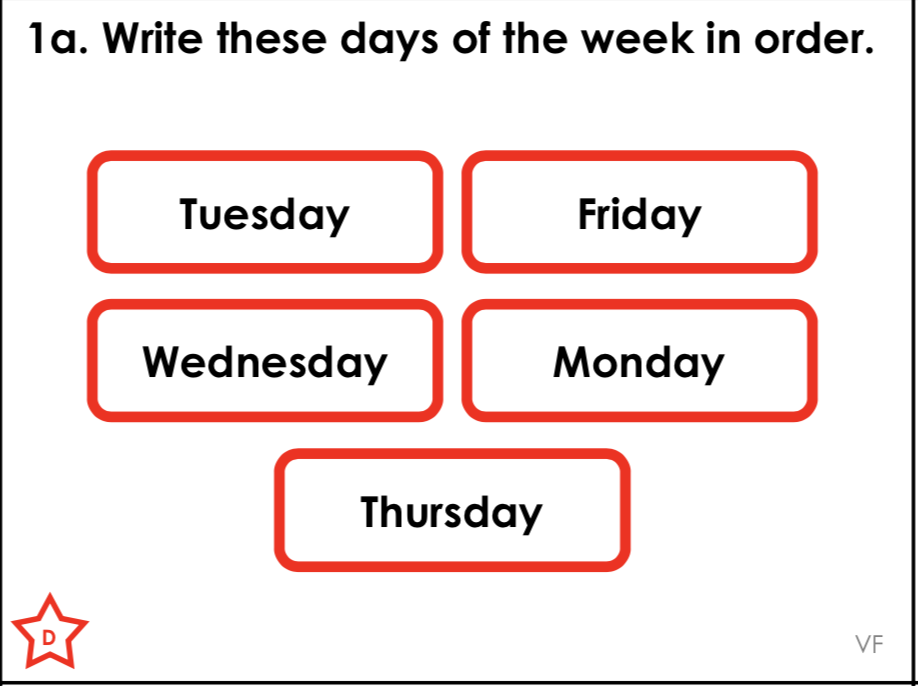 1a. Write these days of the week in order.
Tuesday
Friday
Wednesday
Monday
Thursday
D
VF